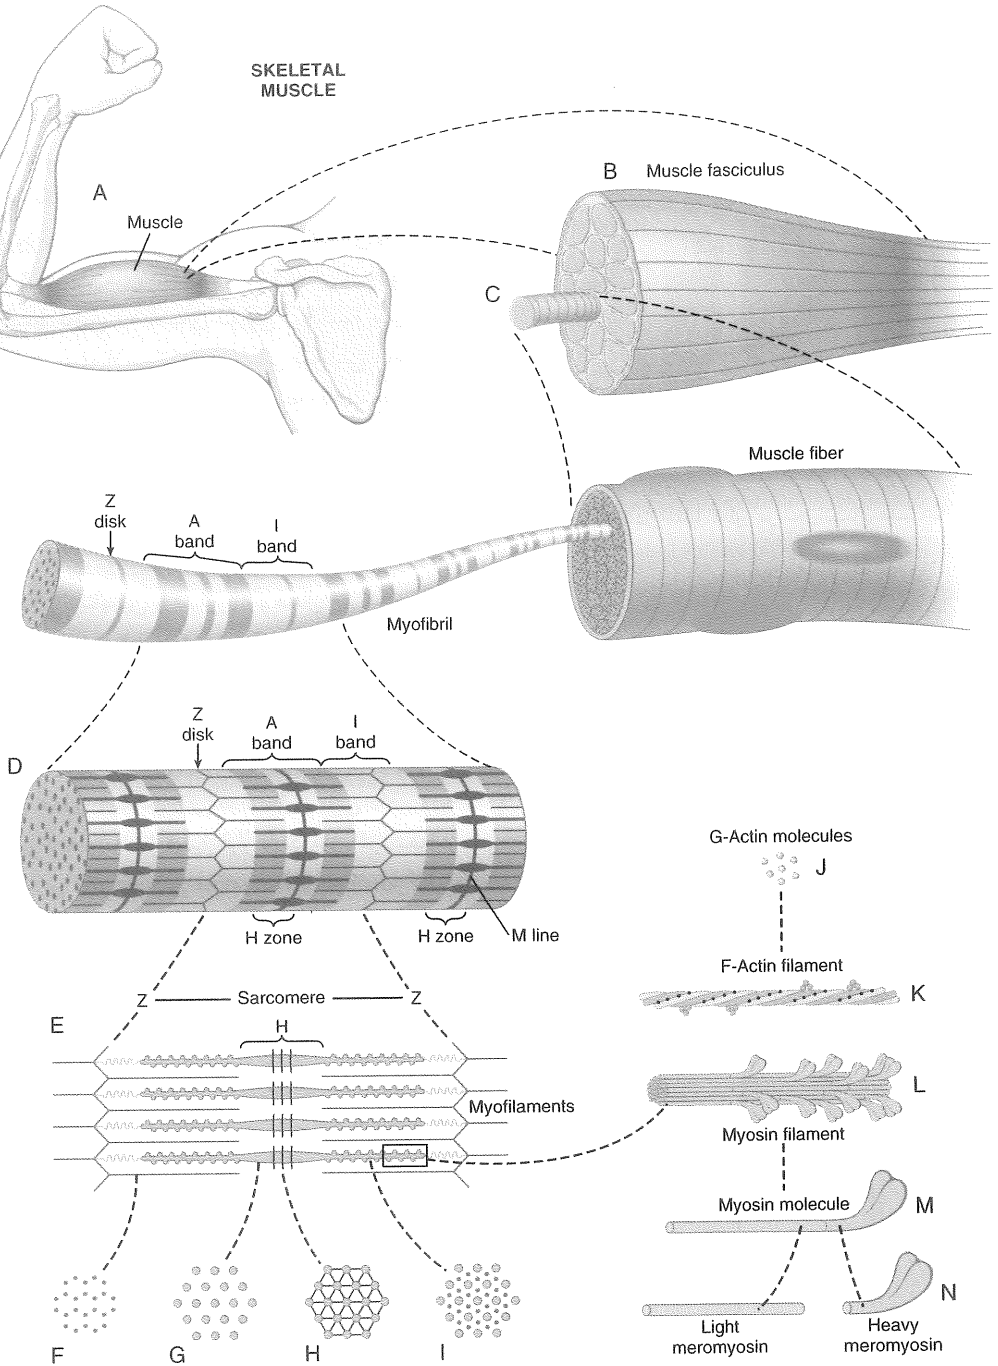 SKELETAL
MUSCLE
A
Muscle
B
Muscle fasciculus
C
Muscle fiber
Z
disk
A
band
I
band
Myofibril
D
Z
disk
A
band
I
band
H zone
H zone
M line
G-Actin molecules
J
F-Actin filament
K
E
Z
Sarcomere
Z
H
Myofilaments
L
Myosin filament
Myosin molecule
M
N
Light
meromyosin
Heavy
meromyosin
F
G
H
I